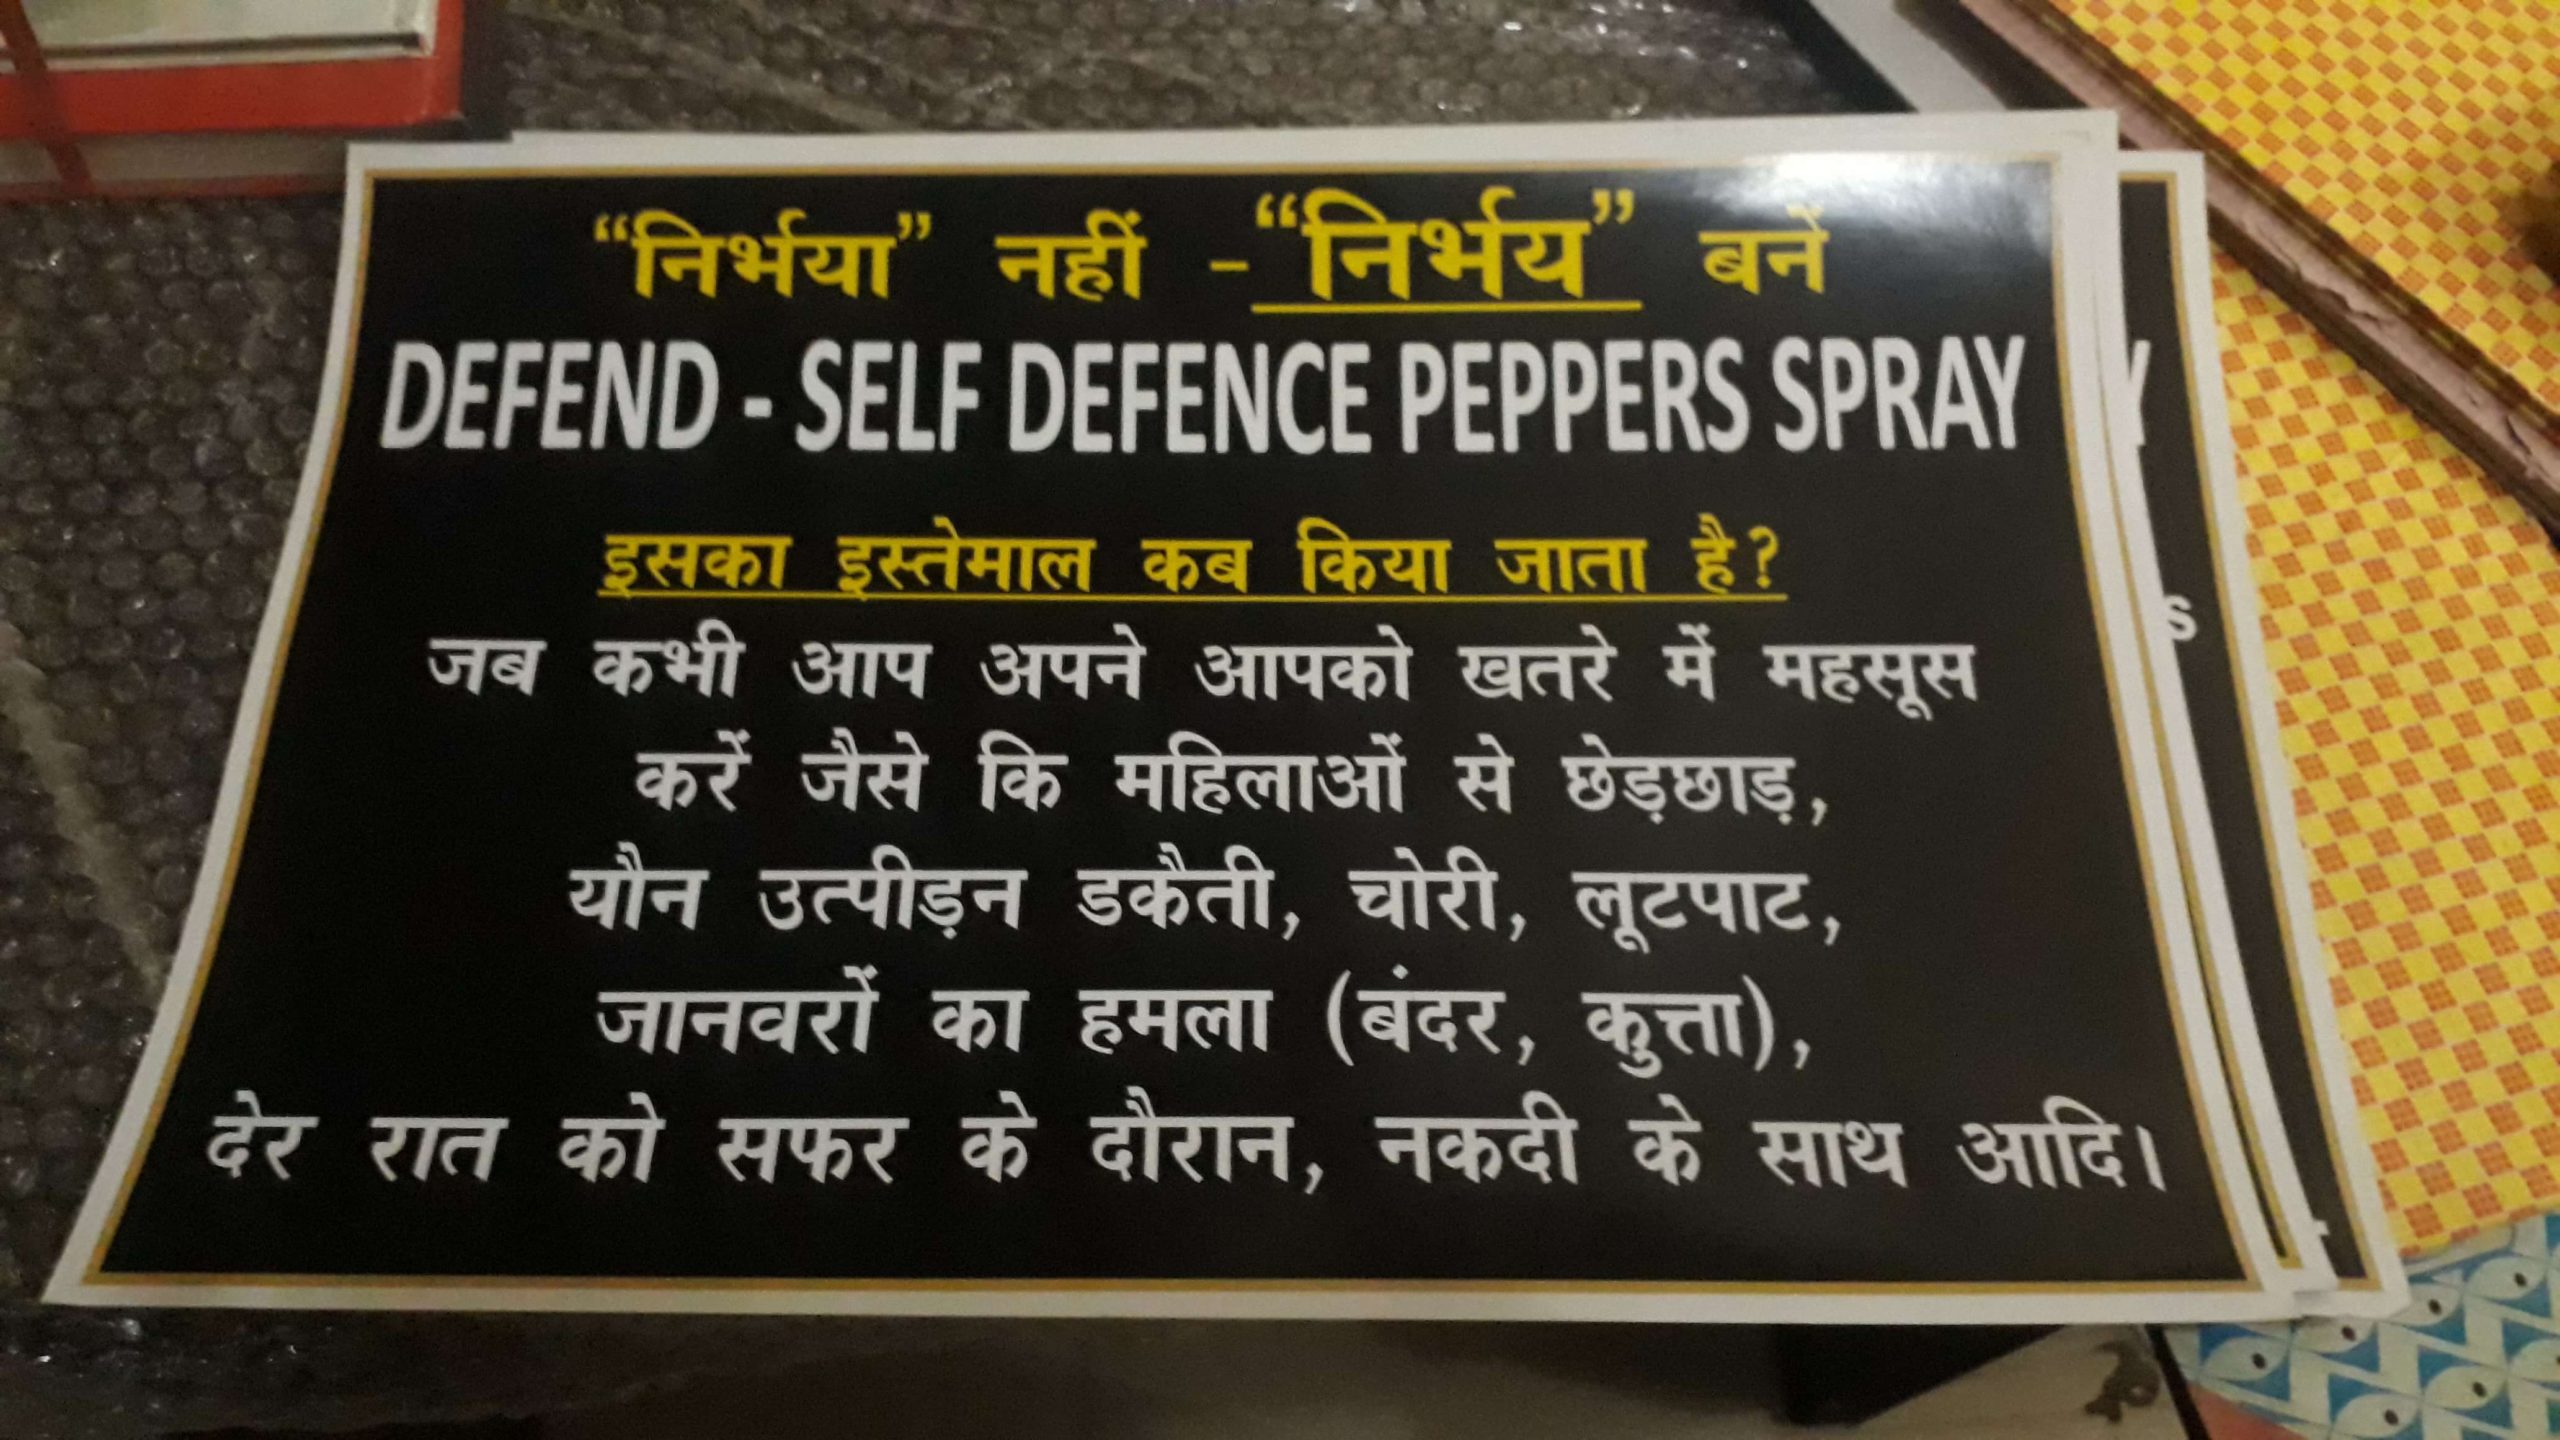 “निर्भया” नहीं - “निर्भय” बनें
DEFEND - SELF DEFENCE PEPPERS SPRAY
इसका इस्तेमाल कब किया जाता है?
जब कभी आप अपने आपको खतरे में महसूस
करें जैसे कि महिलाओं से छेड़छाड़,
यौन उत्पीड़न डकैती, चोरी, लूटपाट,
जानवरों का हमला (बंदर, कुत्ता),
देर रात को सफर के दौरान, नकदी के साथ आदि।
Y
s